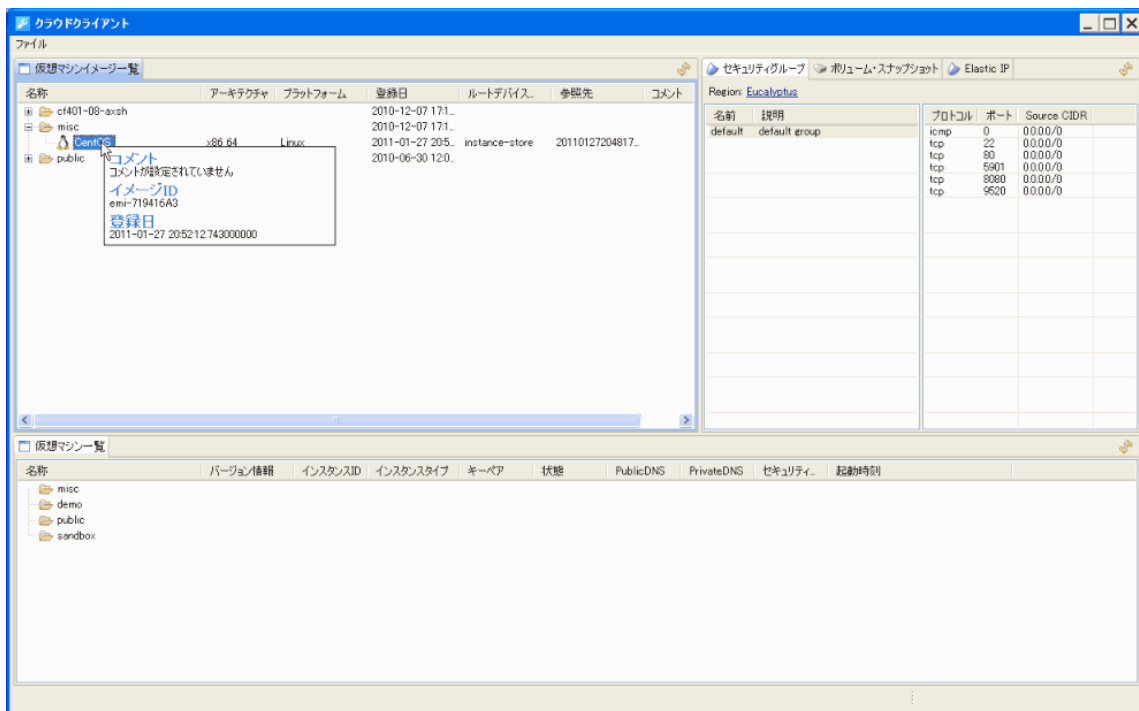 クラウドクライアント
ファイル
仮想マシンイメージ一覧
名称 アーキテクチャ プラットフォーム 登録日 ルートデバイス... 参照先 コメント
cf401-08-axsh 2010-12-07 17:1...
misc 2010-12-07 17:1...
CentOS x86_64 Linux 2011-01-27 20:5... instance-store 20110127204817...
public 2010-06-30 12:0...
コメント
コメントが設定されていません
イメージID
emi-719416A3
登録日
2011-01-27 20:52:12.743000000
セキュリティグループ ボリューム・スナップショット Elastic IP
Region: Eucalyptus
名前 説明
default default group
プロトコル ポート Source CIDR
icmp 0 0.0.0.0/0
tcp 22 0.0.0.0/0
tcp 80 0.0.0.0/0
tcp 5901 0.0.0.0/0
tcp 8080 0.0.0.0/0
tcp 9520 0.0.0.0/0
仮想マシン一覧
名称 バージョン情報 インスタンスID インスタンスタイプ キーペア 状態 PublicDNS PrivateDNS セキュリティ... 起動時刻
misc
demo
public
sandbox